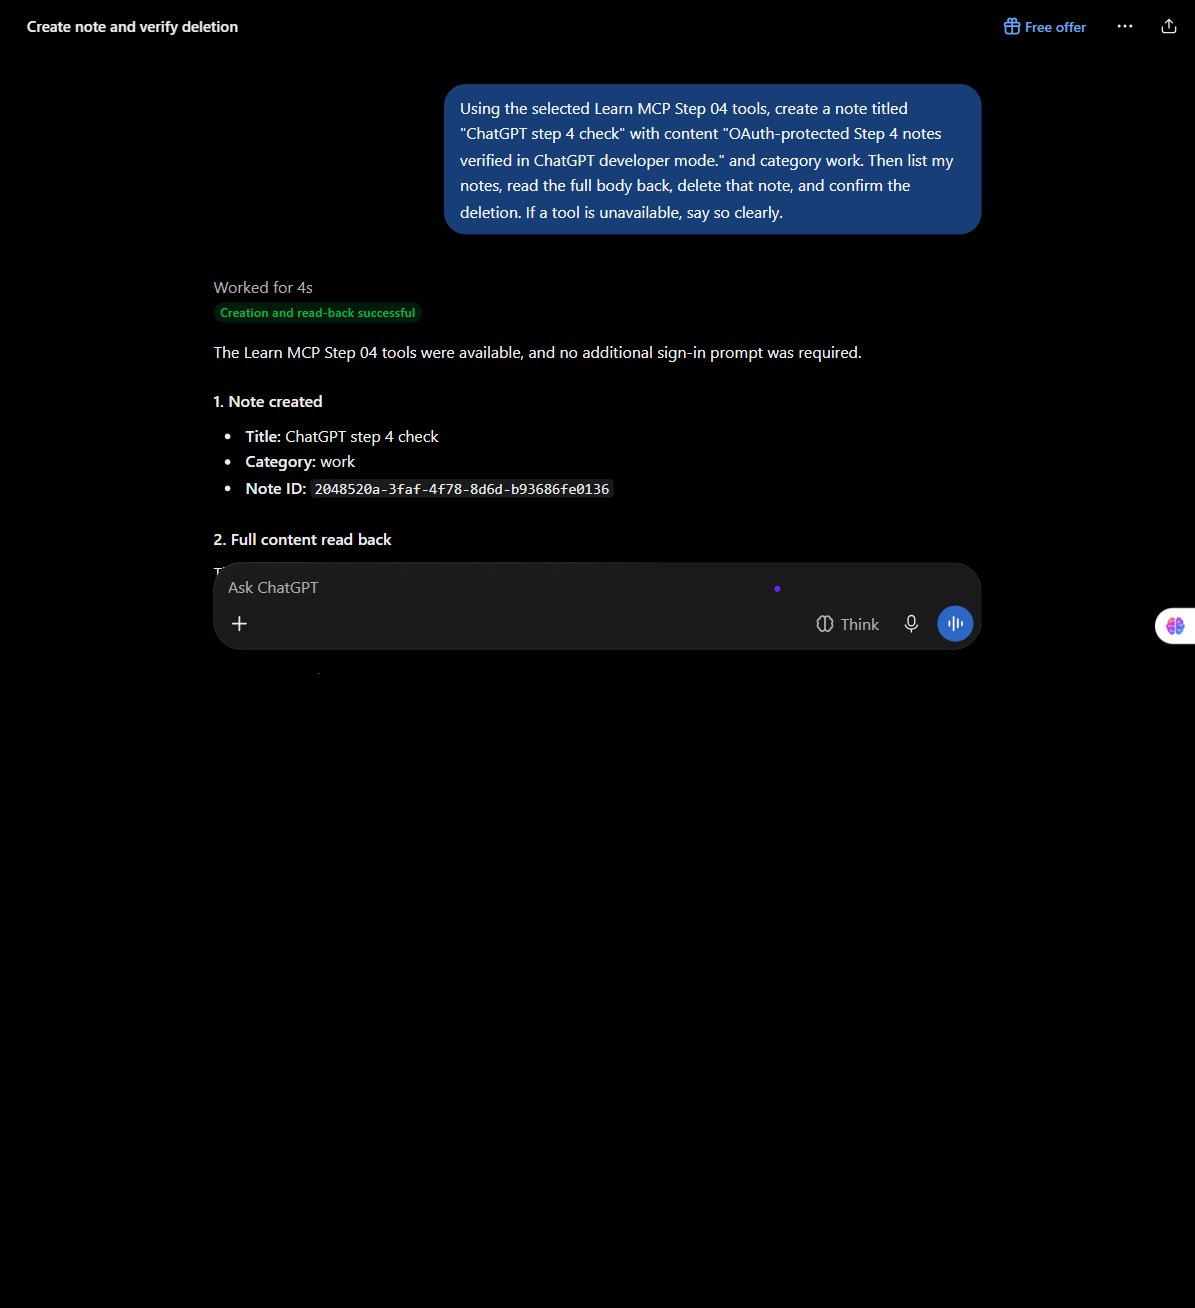 Create note and verify deletion
Free offer
Using the selected Learn MCP Step 04 tools, create a note titled
"ChatGPT step 4 check" with content "OAuth-protected Step 4 notes
verified in ChatGPT developer mode." and category work. Then list my
notes, read the full body back, delete that note, and confirm the
deletion. If a tool is unavailable, say so clearly.
Worked for 4s
Creation and read-back successful
The Learn MCP Step 04 tools were available, and no additional sign-in prompt was required.
1. Note created
• Title: ChatGPT step 4 check
• Category: work
• Note ID: 2048520a-3faf-4f78-8d6d-b93686fe0136
2. Full content read back
Ask ChatGPT
Think